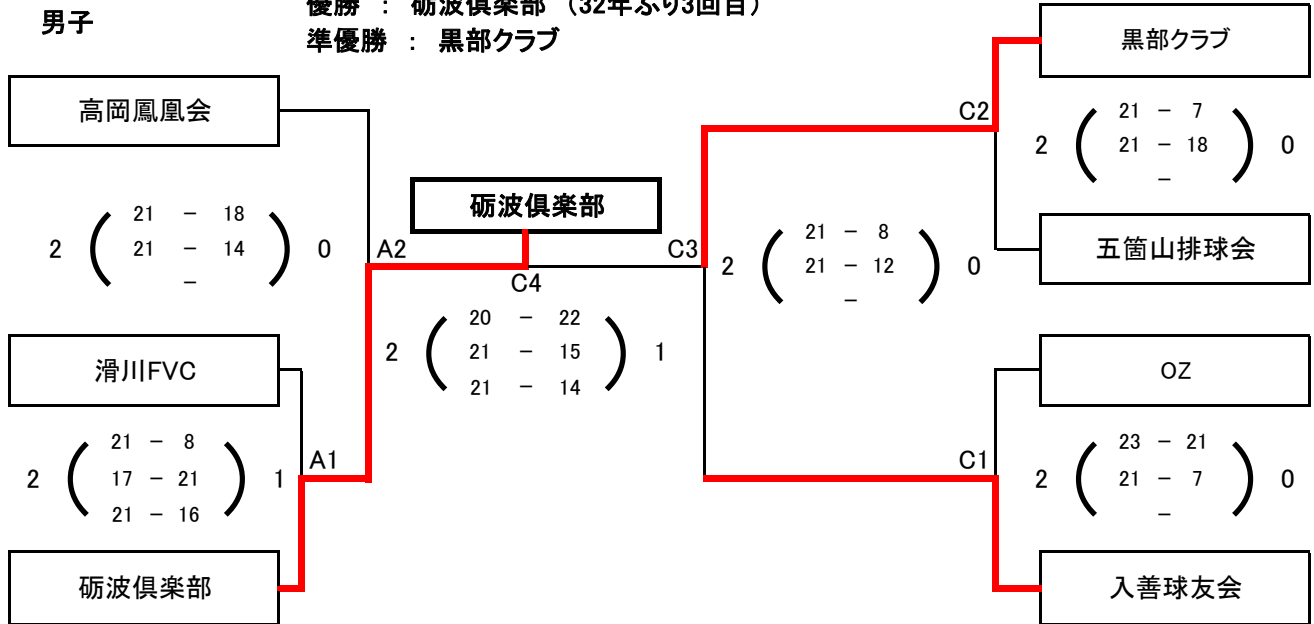 優勝 : 砺波倶楽部 (32年ぶり3回目)
男子
準優勝 : 黒部クラブ
黒部クラブ
高岡鳳凰会
C2
21 - 7
2 ( 21 - 18 ) 0
-
砺波倶楽部
21 - 18
2 ( 21 - 14 ) 0
-
A2
C3
21 - 8
2 ( 21 - 12 ) 0
-
五箇山排球会
C4
20 - 22
2 ( 21 - 15 ) 1
21 - 14
滑川FVC
OZ
21 - 8
2 ( 17 - 21 ) 1
21 - 16
A1
C1
23 - 21
2 ( 21 - 7 ) 0
-
砺波倶楽部
入善球友会